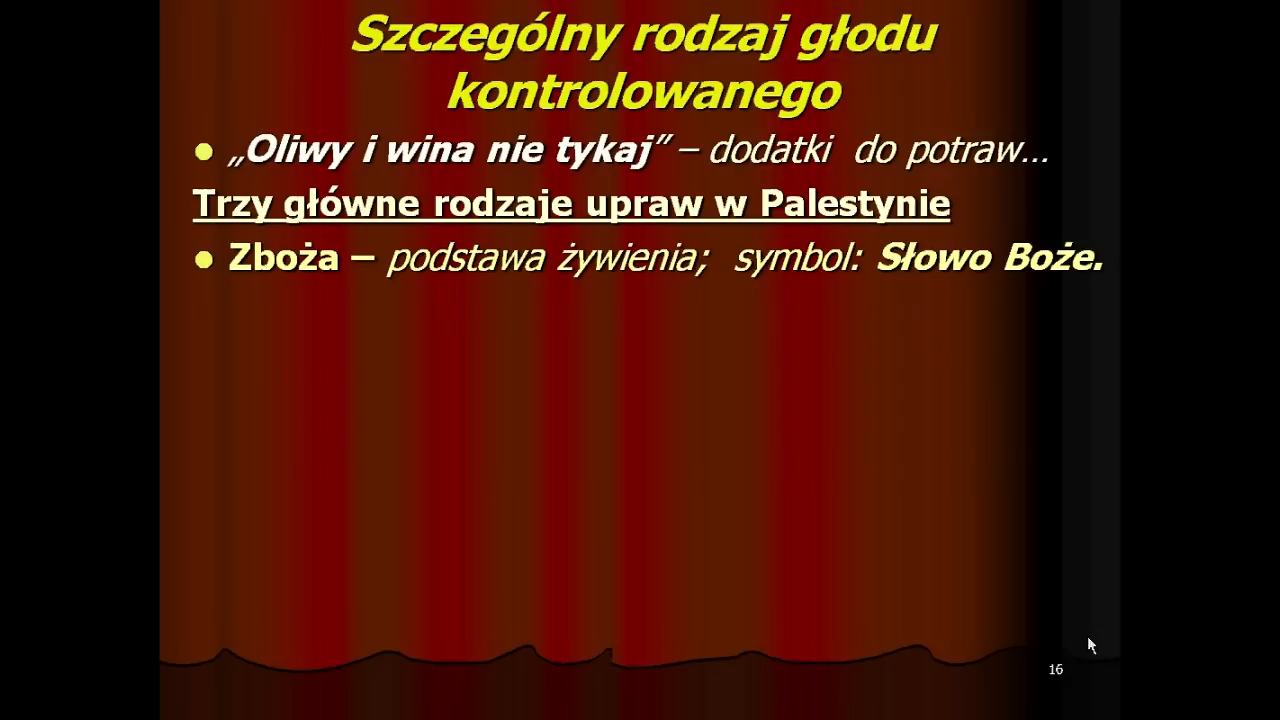 Szczególny rodzaj głodu
kontrolowanego
„Oliwy i wina nie tykaj” – dodatki do potraw...
Trzy główne rodzaje upraw w Palestynie
Zboża – podstawa żywienia; symbol: Słowo Boże.
16